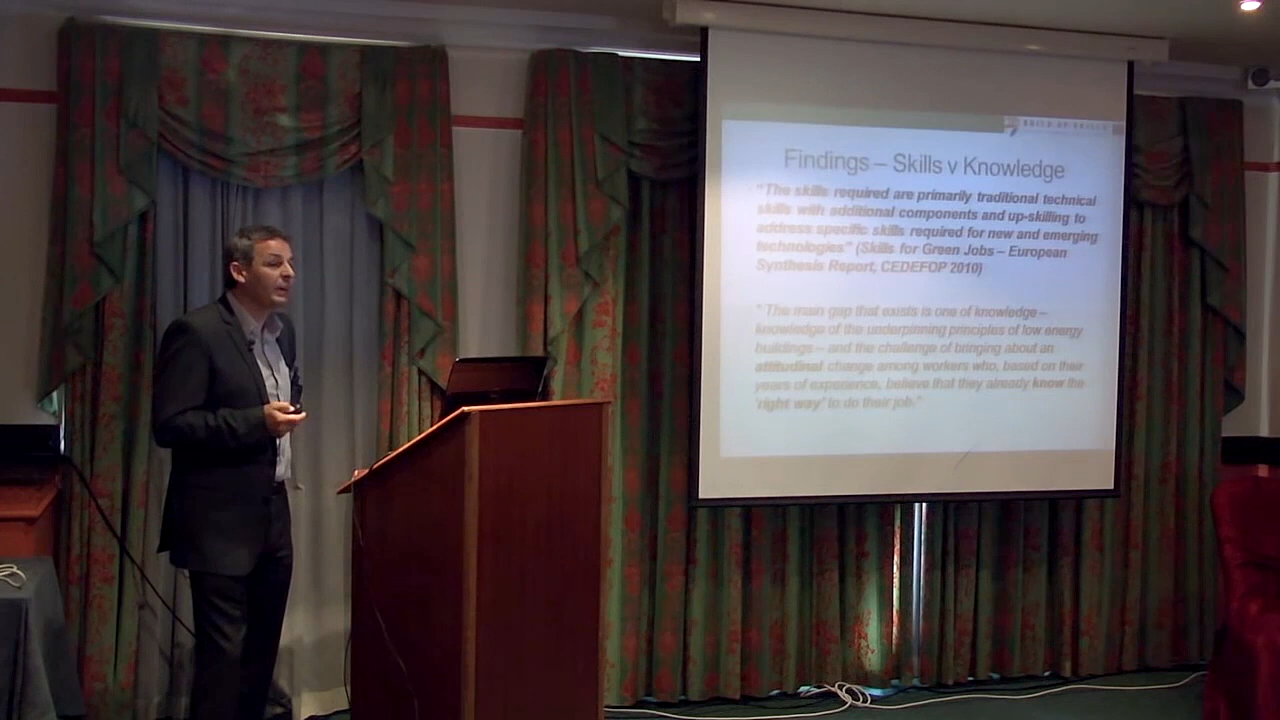 BUILD UP SKILLS
Findings – Skills v Knowledge
“The skills required are primarily traditional technical
skills with additional components and up-skilling to
address specific skills required for new and emerging
technologies” (Skills for Green Jobs – European
Synthesis Report, CEDEFOP 2010)
“ The main gap that exists is one of knowledge –
knowledge of the underpinning principles of low energy
buildings – and the challenge of bringing about an
attitudinal change among workers who, based on their
years of experience, believe that they already know the
‘right way’ to do their job.”